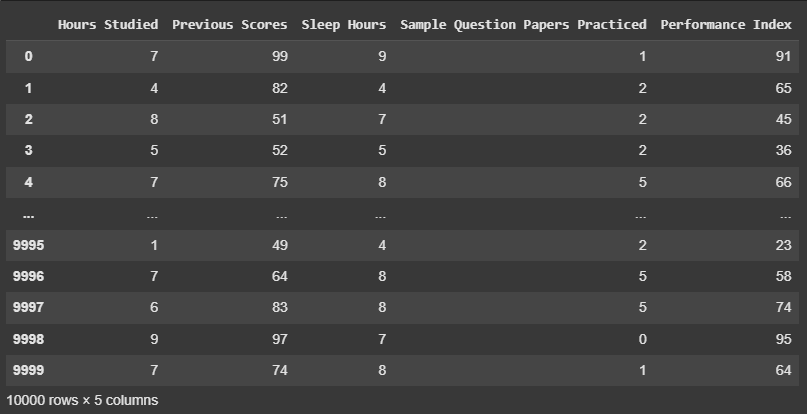 Hours Studied Previous Scores Sleep Hours Sample Question Papers Practiced Performance Index
0 7 99 9 1 91
1 4 82 4 2 65
2 8 51 7 2 45
3 5 52 5 2 36
4 7 75 8 5 66
... ... ... ... ... ...
9995 1 49 4 2 23
9996 7 64 8 5 58
9997 6 83 8 5 74
9998 9 97 7 0 95
9999 7 74 8 1 64
10000 rows × 5 columns